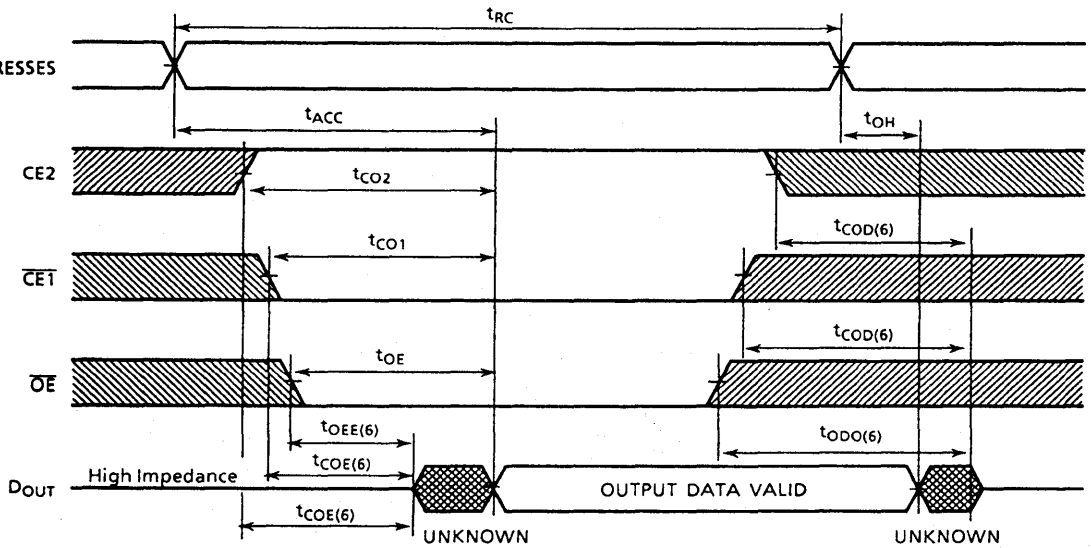 tRC
RESSES
tACC
tOH
CE2
tCO2
tCOD(6)
CE1
tCO1
tCOD(6)
OE
tOE
tODO(6)
tOEE(6)
High Impedance
tCOE(6)
DOUT
OUTPUT DATA VALID
tCOE(6)
UNKNOWN
UNKNOWN